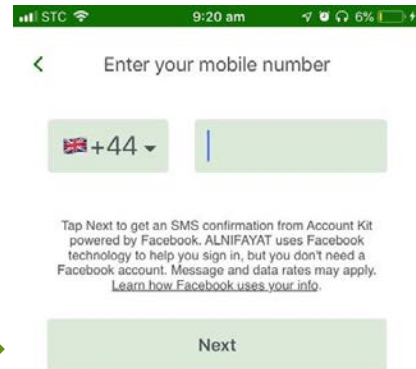 STC 9:20 am 6%
Enter your mobile number
+44
Tap Next to get an SMS confirmation from Account Kit
powered by Facebook. ALNIFAYAT uses Facebook
technology to help you sign in, but you don't need a
Facebook account. Message and data rates may apply.
Learn how Facebook uses your info.
Next